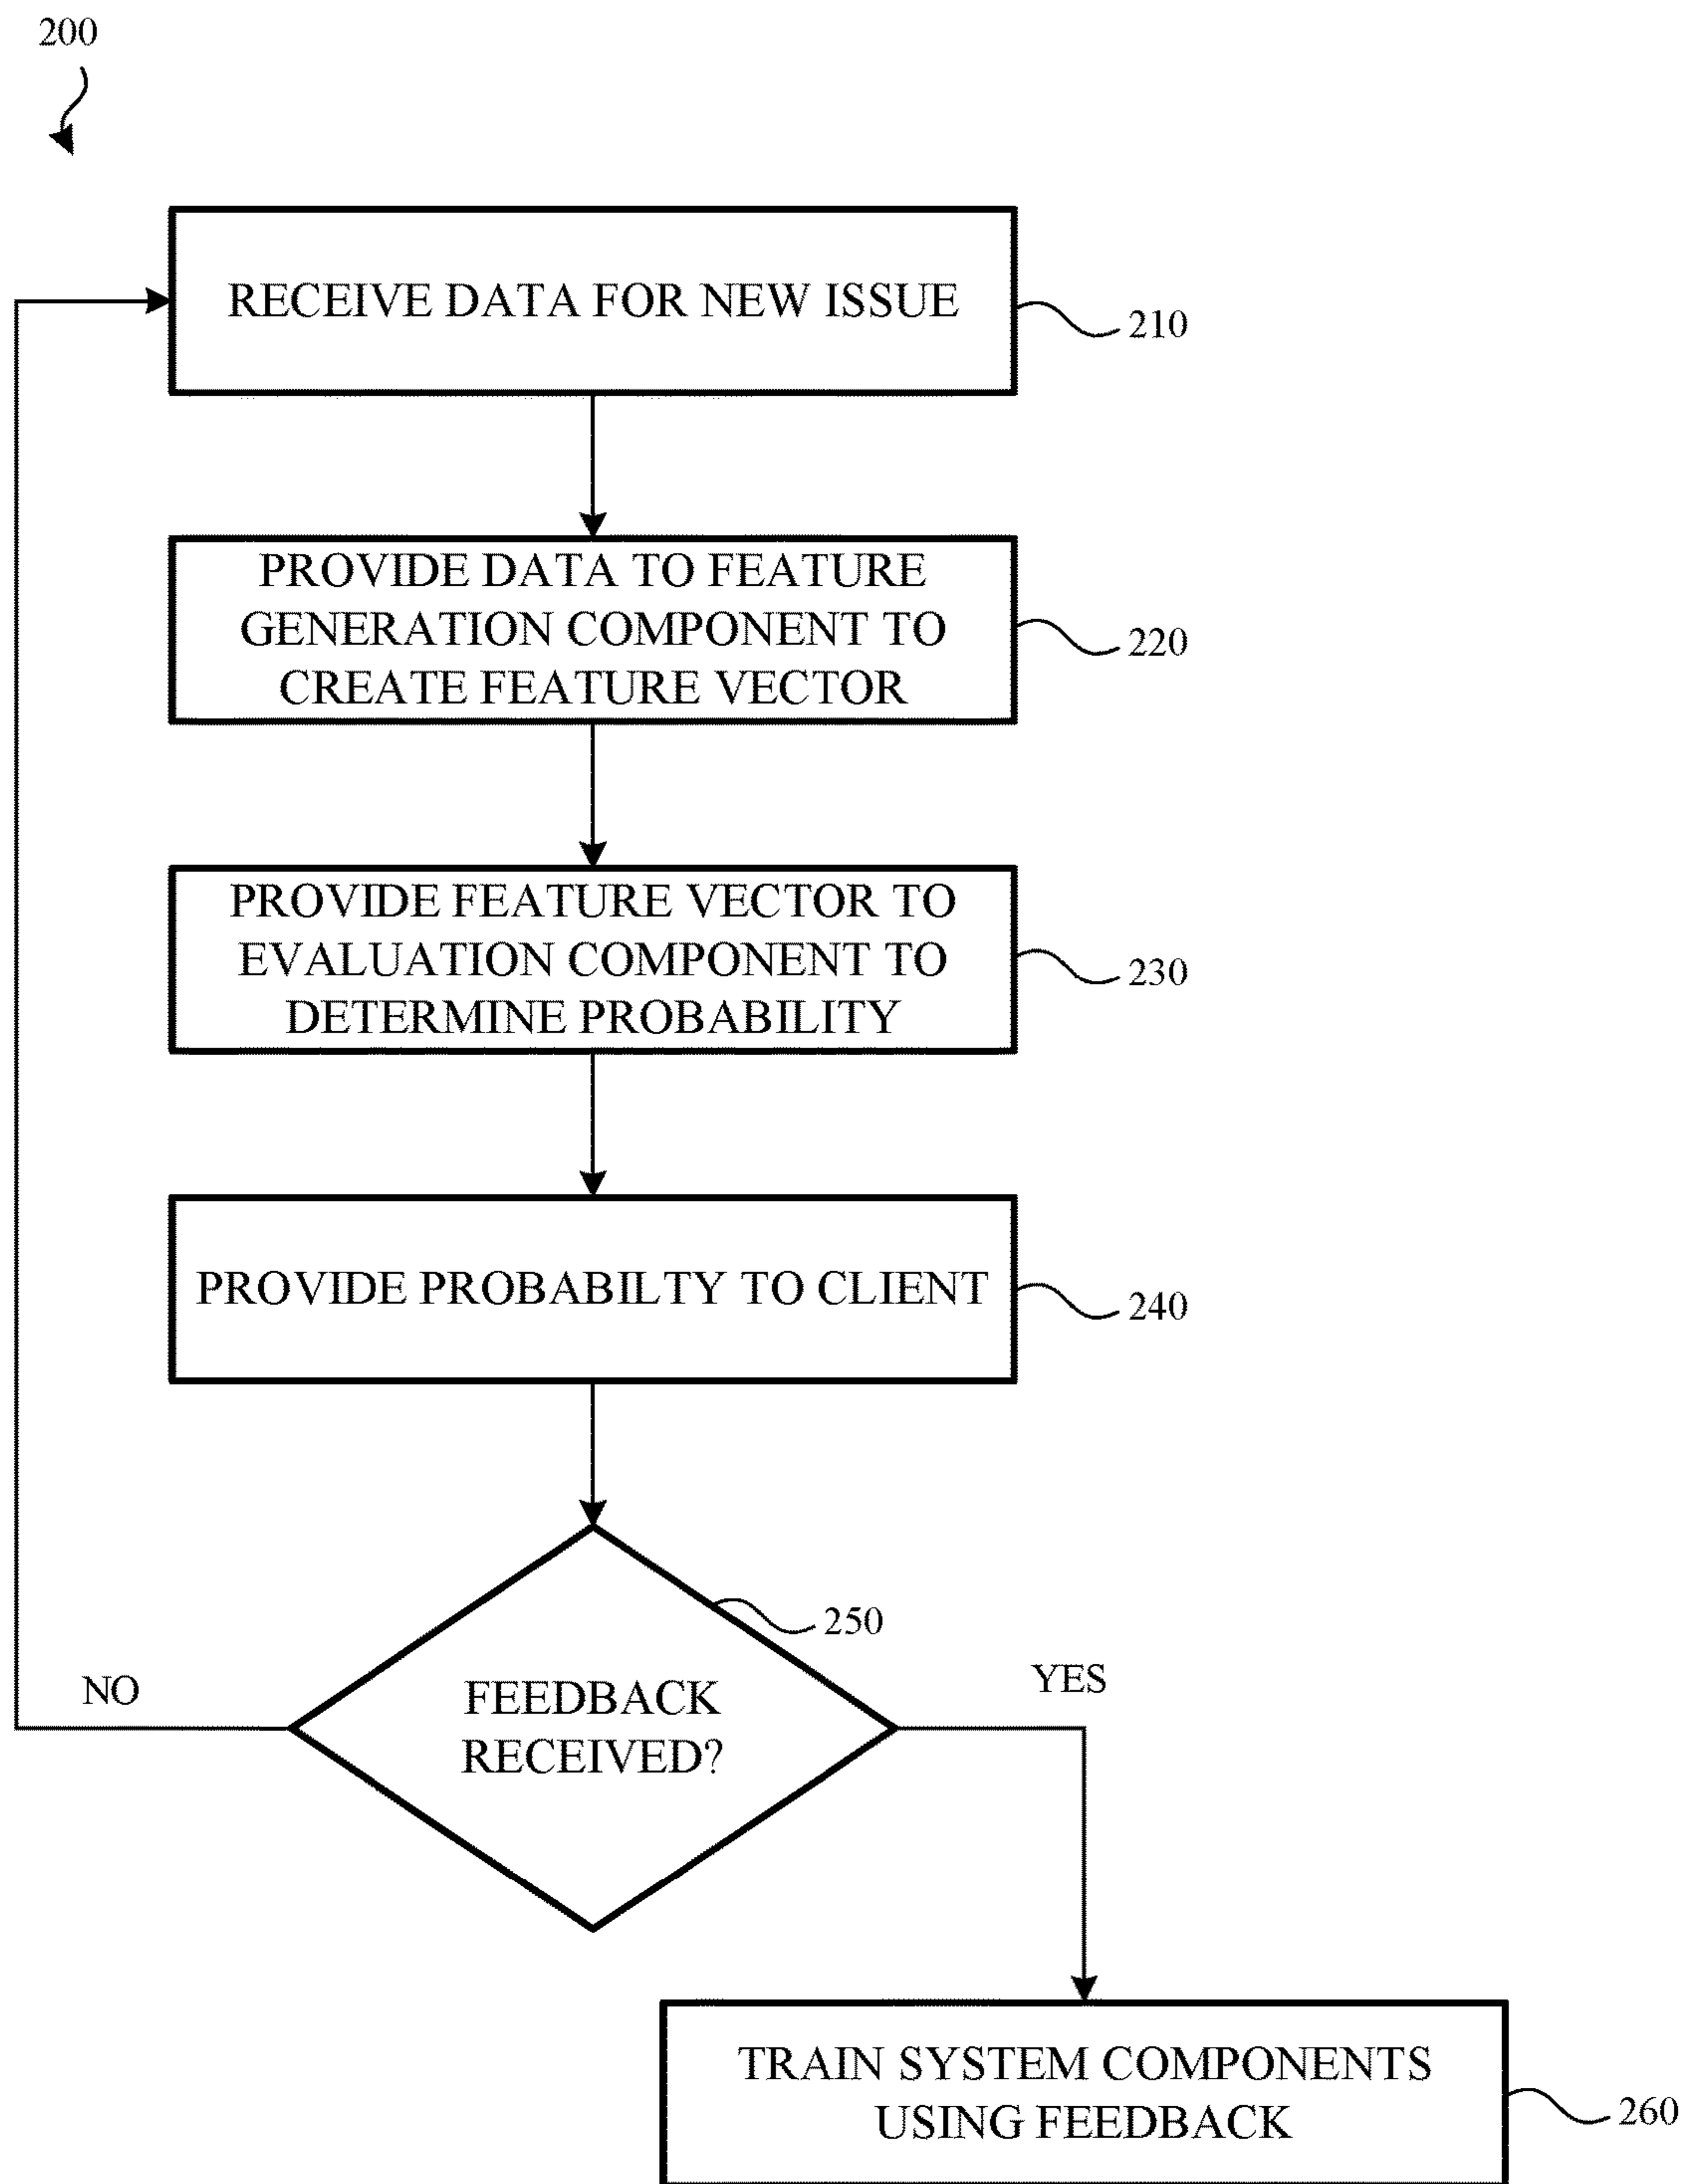 200
RECEIVE DATA FOR NEW ISSUE
210
PROVIDE DATA TO FEATURE
GENERATION COMPONENT TO
CREATE FEATURE VECTOR
220
PROVIDE FEATURE VECTOR TO
EVALUATION COMPONENT TO
DETERMINE PROBABILITY
230
PROVIDE PROBABILTY TO CLIENT
240
250
FEEDBACK
RECEIVED?
NO
YES
TRAIN SYSTEM COMPONENTS
USING FEEDBACK
260